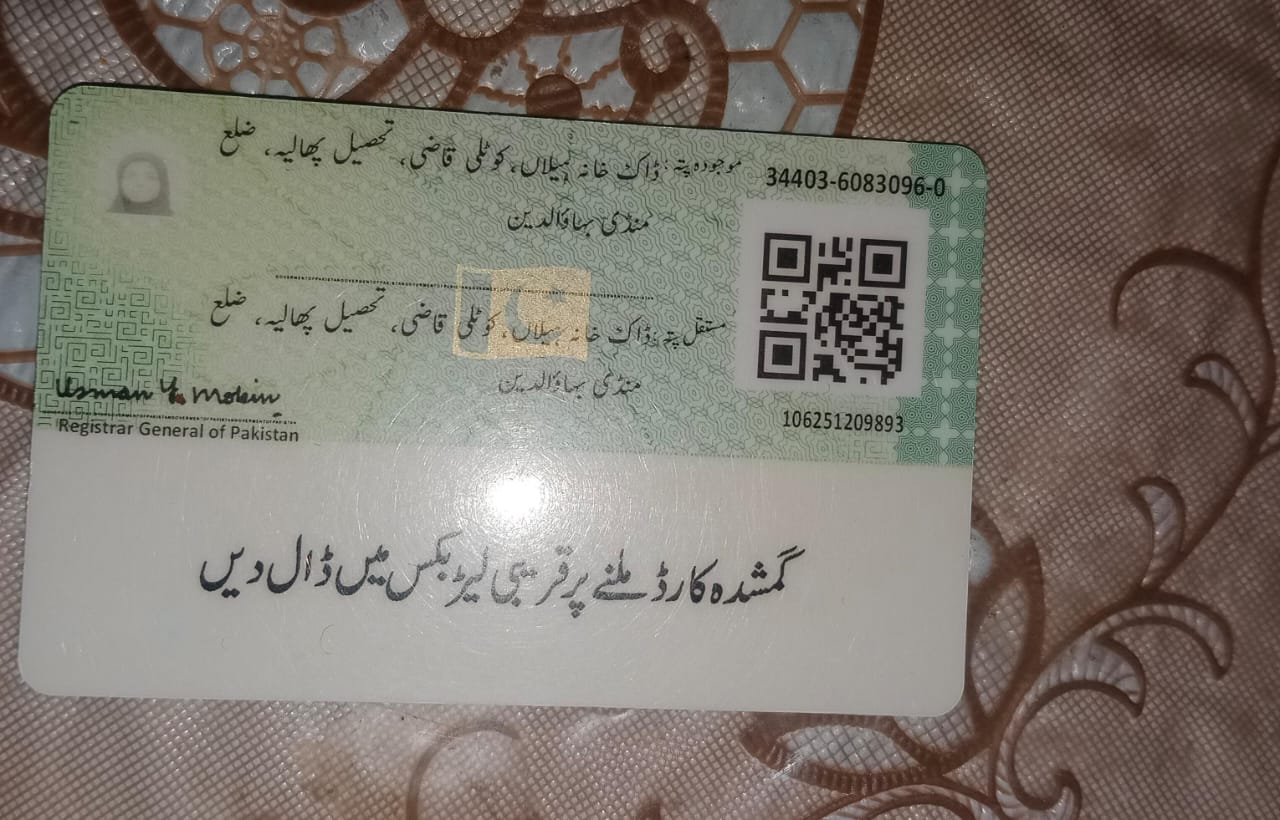 34403-6083096-0
موجودہ پتہ: ڈاک خانہ بھیلاں، کوٹلی قاضی، تحصیل پھالیہ، ضلع
منڈی بہاؤالدین
مستقل پتہ: ڈاک خانہ بھیلاں، کوٹلی قاضی، تحصیل پھالیہ، ضلع
منڈی بہاؤالدین
106251209893
Usman Y. Mobin
Registrar General of Pakistan
گمشدہ کارڈ ملنے پر قریبی لیٹر بکس میں ڈال دیں